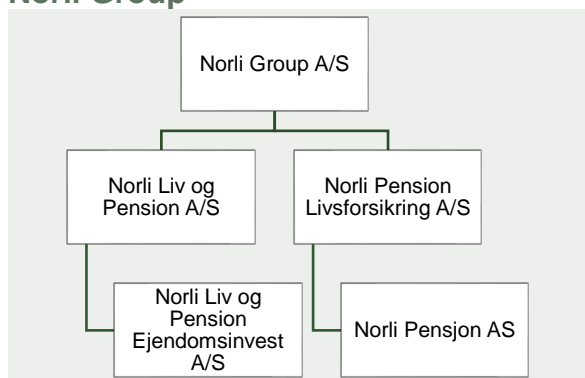 Norli Group
Norli Group A/S
Norli Liv og
Pension A/S
Norli Pension
Livsforsikring A/S
Norli Liv og
Pension
Ejendomsinvest
A/S
Norli Pensjon AS